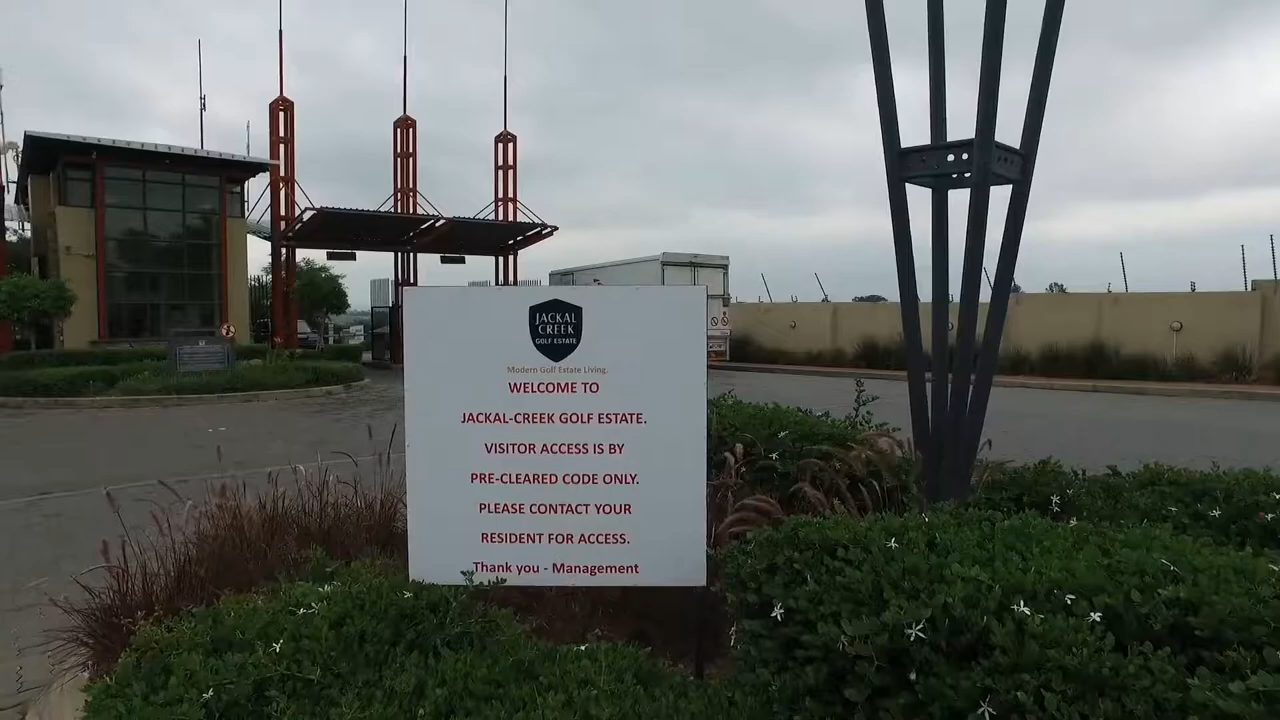 JACKAL
CREEK
GOLF ESTATE
Modern Golf Estate Living.
WELCOME TO
JACKAL-CREEK GOLF ESTATE.
VISITOR ACCESS IS BY
PRE-CLEARED CODE ONLY.
PLEASE CONTACT YOUR
RESIDENT FOR ACCESS.
Thank you - Management